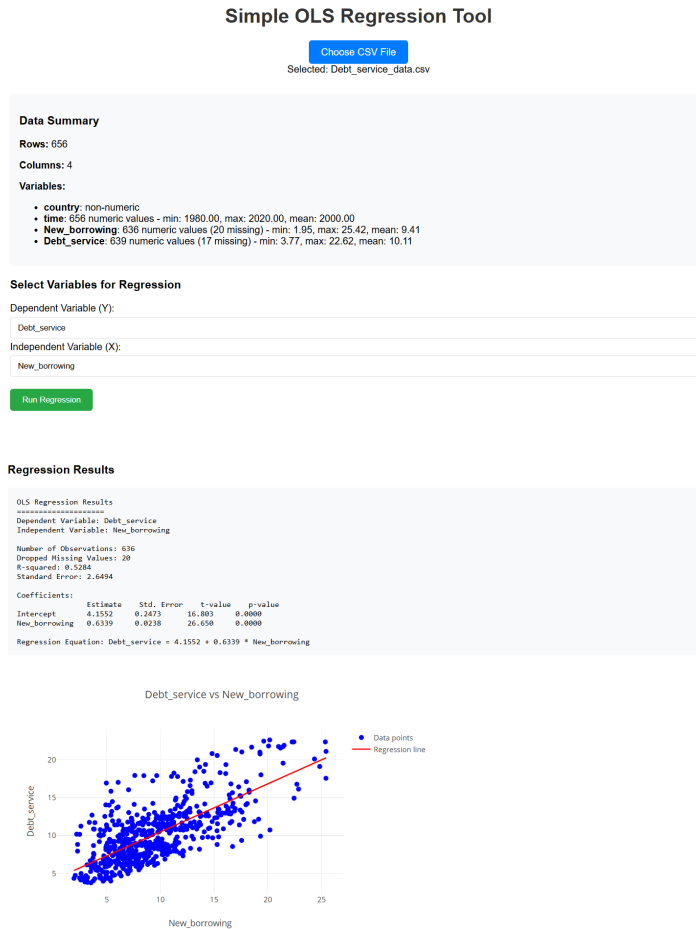 Simple OLS Regression Tool
Choose CSV File
Selected: Debt_service_data.csv
Data Summary
Rows: 656
Columns: 4
Variables:
• country: non-numeric
• time: 656 numeric values - min: 1980.00, max: 2020.00, mean: 2000.00
• New_borrowing: 636 numeric values (20 missing) - min: 1.95, max: 25.42, mean: 9.41
• Debt_service: 639 numeric values (17 missing) - min: 3.77, max: 22.62, mean: 10.11
Select Variables for Regression
Dependent Variable (Y):
Debt_service
Independent Variable (X):
New_borrowing
Run Regression
Regression Results
OLS Regression Results
====================
Dependent Variable: Debt_service
Independent Variable: New_borrowing
Number of Observations: 636
Dropped Missing Values: 20
R-squared: 0.5284
Standard Error: 2.6494
Coefficients:
Estimate Std. Error t-value p-value
Intercept 4.1552 0.2473 16.803 0.0000
New_borrowing 0.6339 0.0238 26.650 0.0000
Regression Equation: Debt_service = 4.1552 + 0.6339 * New_borrowing
Debt_service vs New_borrowing
Data points
Regression line
20
15
10
5
Debt_service
5 10 15 20 25
New_borrowing